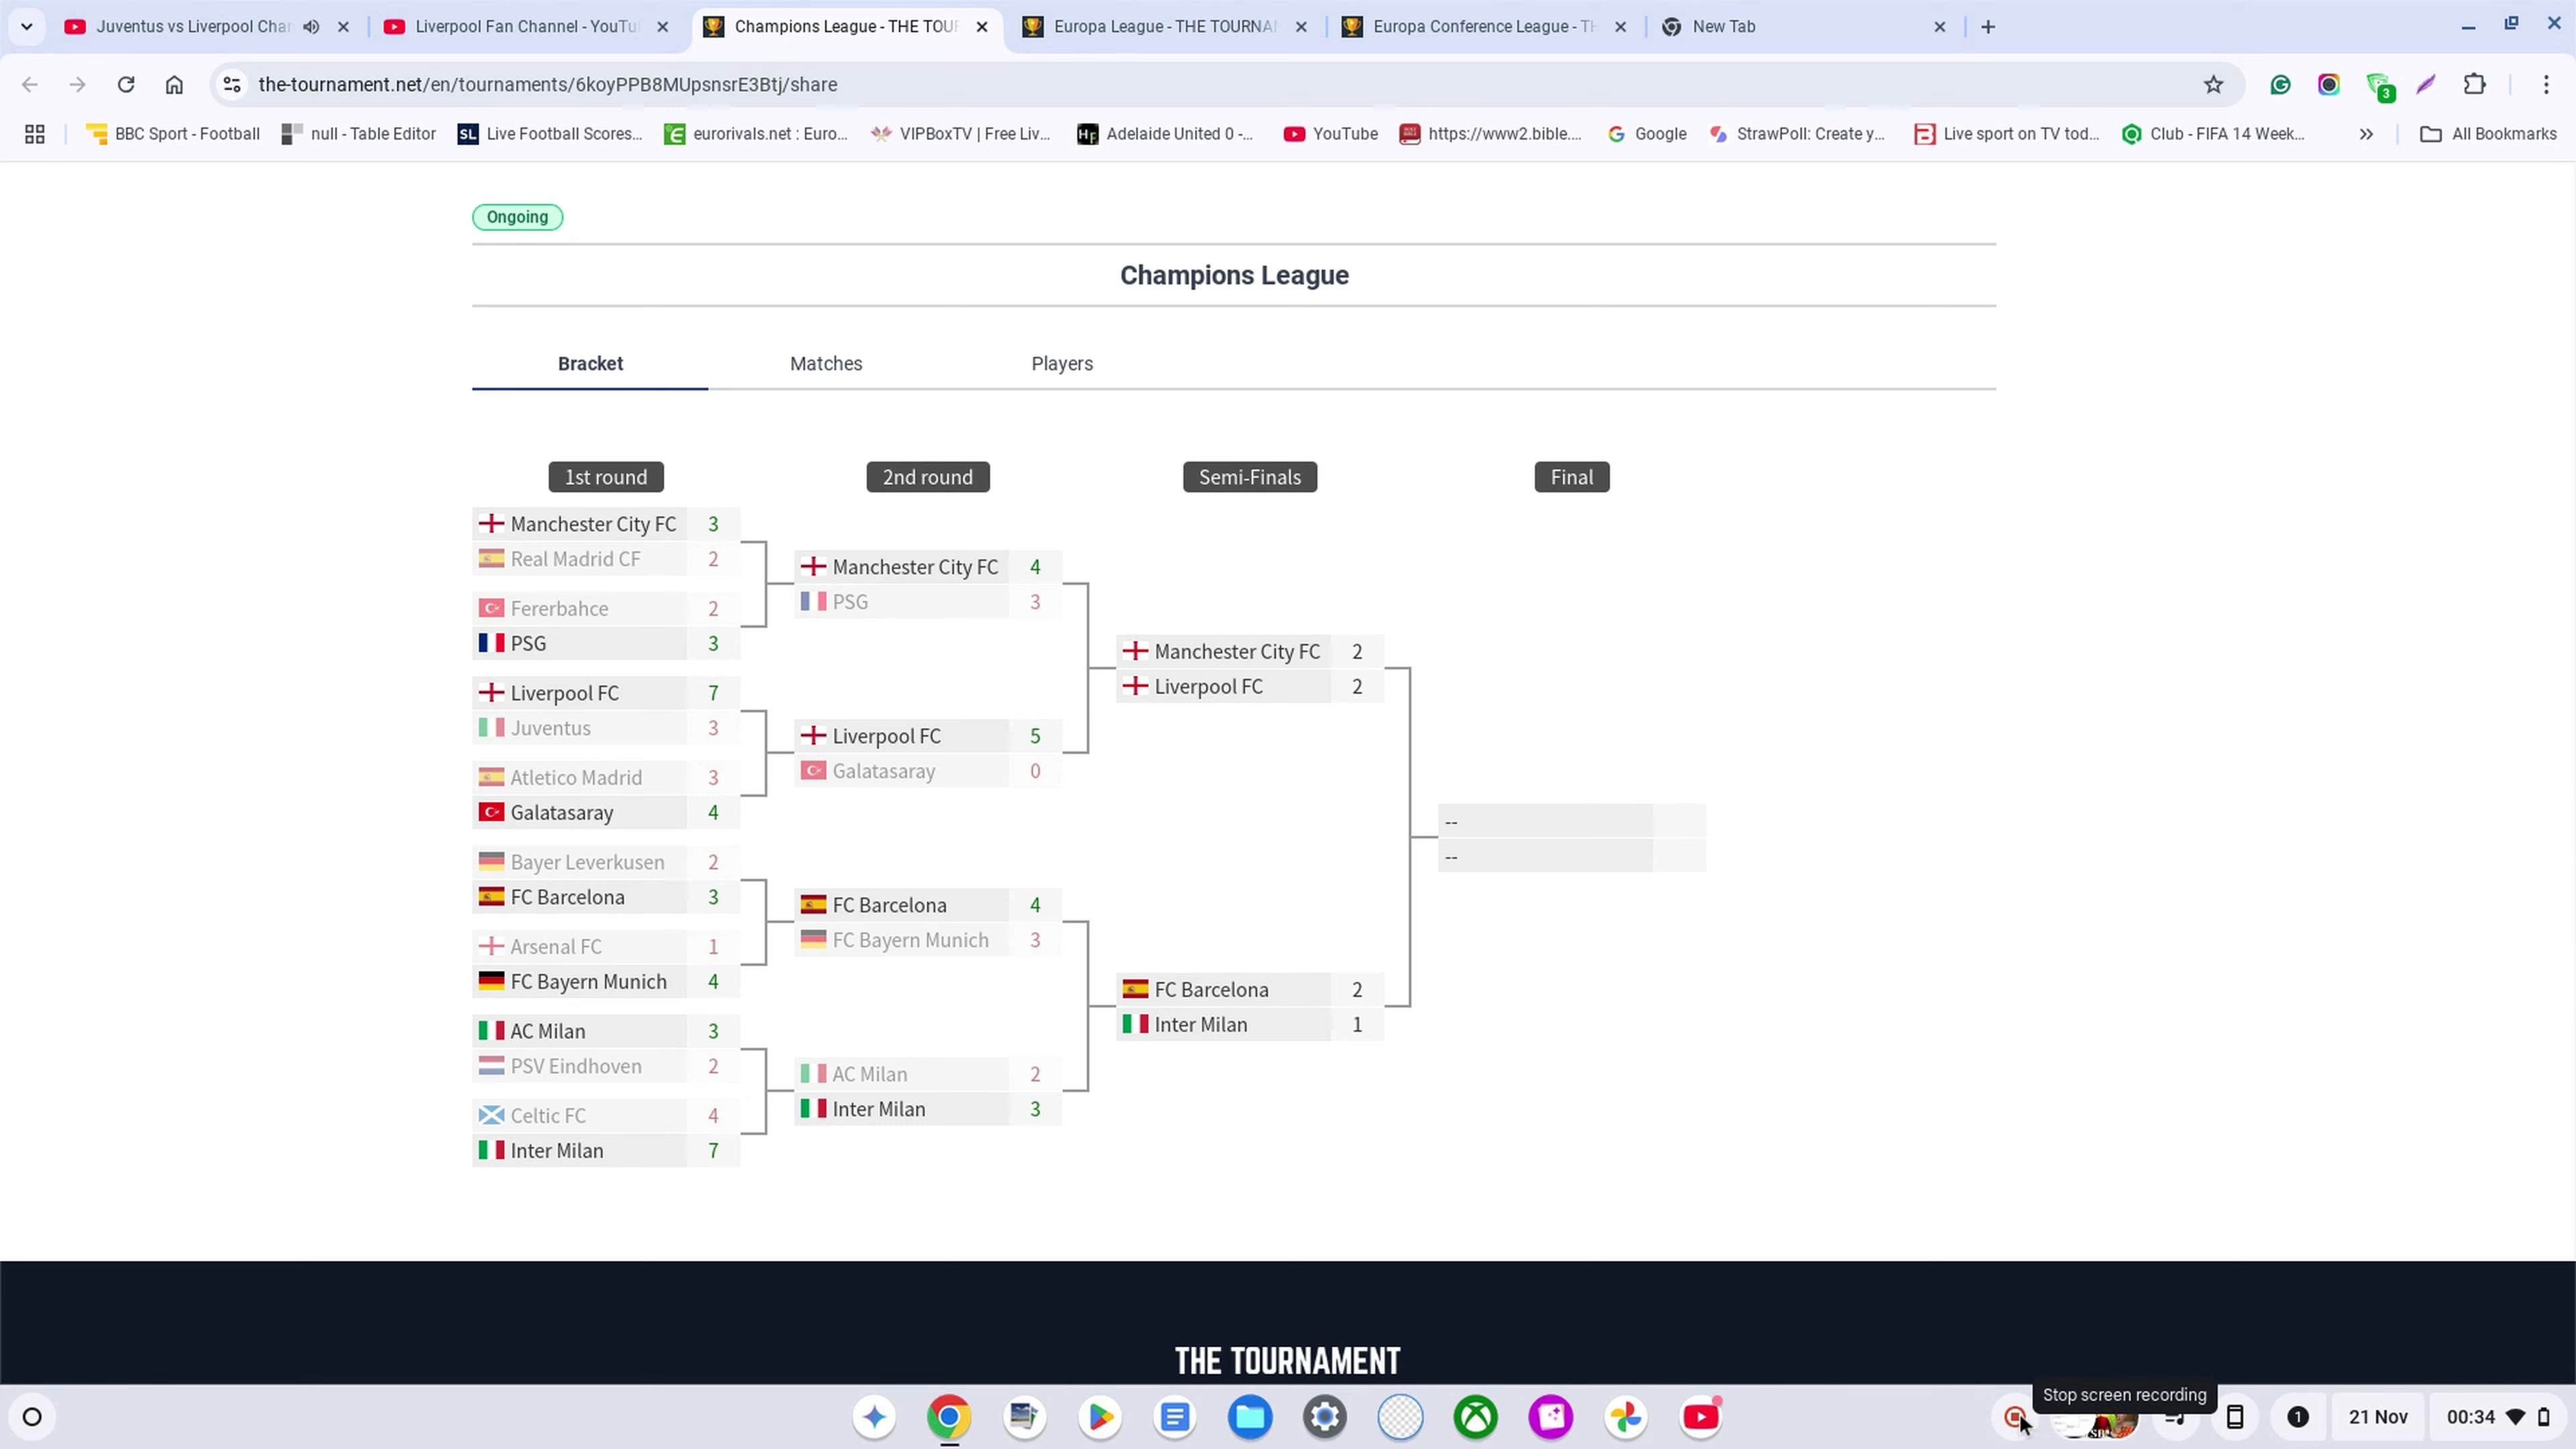 Juventus vs Liverpool Cha
Liverpool Fan Channel - YouTu
Champions League - THE TOU
Europa League - THE TOURNA
Europa Conference League - T
New Tab
the-tournament.net/en/tournaments/6koyPPB8MUpsnsrE3Btj/share
3
BBC Sport - Football
null - Table Editor
SL Live Football Scores...
eurorivals.net : Euro...
VIPBoxTV | Free Liv...
Hp Adelaide United 0 -...
YouTube
https://www2.bible....
Google
StrawPoll: Create y...
Live sport on TV tod...
Club - FIFA 14 Week...
All Bookmarks
Ongoing
Champions League
Bracket Matches Players
1st round
Manchester City FC 3
Real Madrid CF 2
Fererbahce 2
PSG 3
Liverpool FC 7
Juventus 3
Atletico Madrid 3
Galatasaray 4
Bayer Leverkusen 2
FC Barcelona 3
Arsenal FC 1
FC Bayern Munich 4
AC Milan 3
PSV Eindhoven 2
Celtic FC 4
Inter Milan 7
2nd round
Manchester City FC 4
PSG 3
Liverpool FC 5
Galatasaray 0
FC Barcelona 4
FC Bayern Munich 3
AC Milan 2
Inter Milan 3
Semi-Finals
Manchester City FC 2
Liverpool FC 2
FC Barcelona 2
Inter Milan 1
Final
--
--
THE TOURNAMENT
Stop screen recording
1
21 Nov
00:34